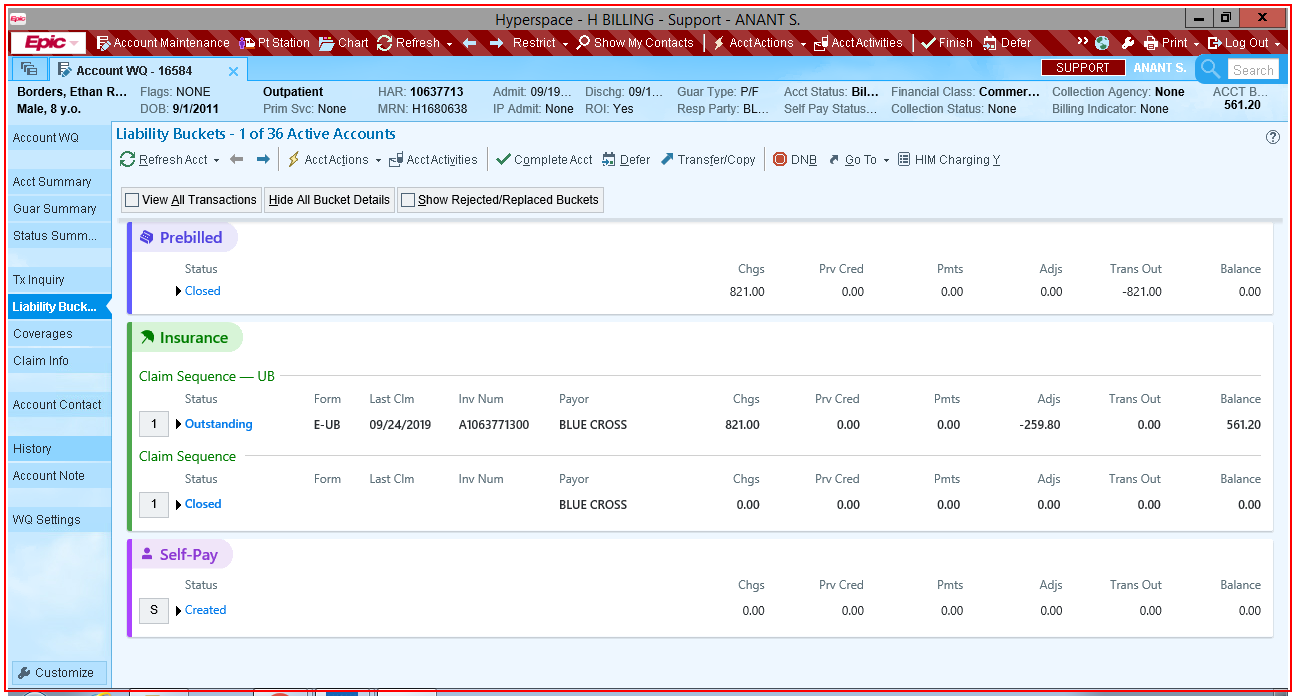 Epic Hyperspace - H BILLING - Support - ANANT S. X
Epic Account Maintenance Pt Station Chart Refresh Restrict Show My Contacts AcctActions AcctActivities Finish Defer Print Log Out
Account WQ - 16584 SUPPORT ANANT S. Search
Borders, Ethan R... Flags: NONE Outpatient HAR: 10637713 Admit: 09/19... Dischg: 09/1... Guar Type: P/F Acct Status: Bil... Financial Class: Commer... Collection Agency: None ACCT B...
Male, 8 y.o. DOB: 9/1/2011 Prim Svc: None MRN: H1680638 IP Admit: None ROI: Yes Resp Party: BL... Self Pay Status... Collection Status: None Billing Indicator: None 561.20
Account WQ
Acct Summary
Guar Summary
Status Summ...
Tx Inquiry
Liability Buck...
Coverages
Claim Info
Account Contact
History
Account Note
WQ Settings
Customize
Liability Buckets - 1 of 36 Active Accounts ?
Refresh Acct AcctActions AcctActivities Complete Acct Defer Transfer/Copy DNB Go To HIM Charging Y
View All Transactions Hide All Bucket Details Show Rejected/Replaced Buckets
Prebilled
Status Chgs Prv Cred Pmts Adjs Trans Out Balance
Closed 821.00 0.00 0.00 0.00 -821.00 0.00
Insurance
Claim Sequence — UB
Status Form Last Clm Inv Num Payor Chgs Prv Cred Pmts Adjs Trans Out Balance
1 Outstanding E-UB 09/24/2019 A1063771300 BLUE CROSS 821.00 0.00 0.00 -259.80 0.00 561.20
Claim Sequence
Status Form Last Clm Inv Num Payor Chgs Prv Cred Pmts Adjs Trans Out Balance
1 Closed BLUE CROSS 0.00 0.00 0.00 0.00 0.00 0.00
Self-Pay
Status Chgs Prv Cred Pmts Adjs Trans Out Balance
S Created 0.00 0.00 0.00 0.00 0.00 0.00